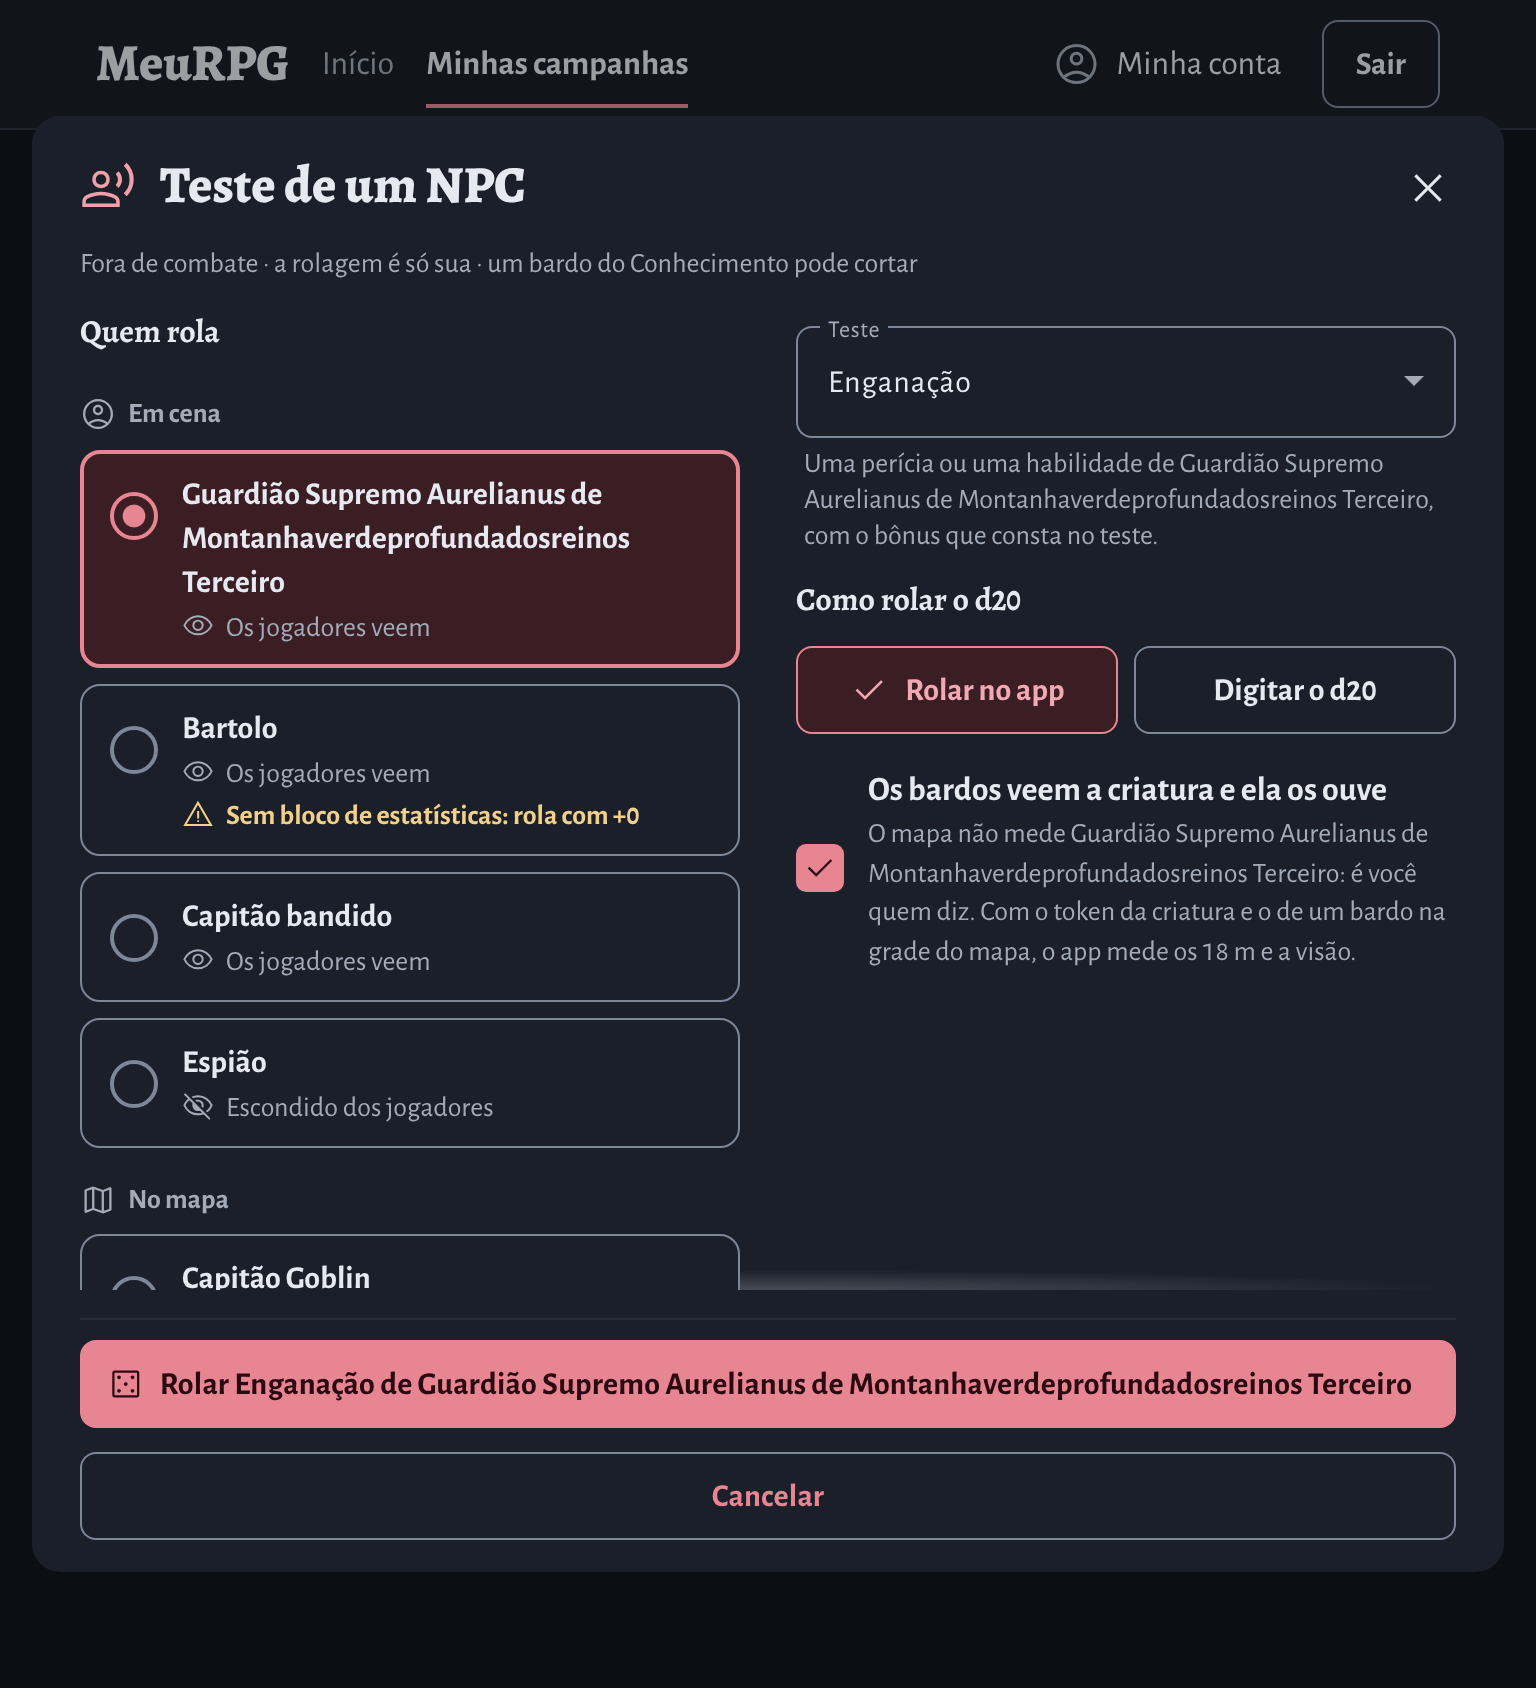 MeuRPG
Início
Minhas campanhas
Minha conta
Sair
Teste de um NPC
Fora de combate · a rolagem é só sua · um bardo do Conhecimento pode cortar
Quem rola
Em cena
Guardião Supremo Aurelianus de
Montanhaverdeprofundadosreinos
Terceiro
Os jogadores veem
Bartolo
Os jogadores veem
Sem bloco de estatísticas: rola com +0
Capitão bandido
Os jogadores veem
Espião
Escondido dos jogadores
No mapa
Capitão Goblin
Teste
Enganação
Uma perícia ou uma habilidade de Guardião Supremo
Aurelianus de Montanhaverdeprofundadosreinos Terceiro,
com o bônus que consta no teste.
Como rolar o d20
Rolar no app
Digitar o d20
Os bardos veem a criatura e ela os ouve
O mapa não mede Guardião Supremo Aurelianus de
Montanhaverdeprofundadosreinos Terceiro: é você
quem diz. Com o token da criatura e o de um bardo na
grade do mapa, o app mede os 18 m e a visão.
Rolar Enganação de Guardião Supremo Aurelianus de Montanhaverdeprofundadosreinos Terceiro
Cancelar